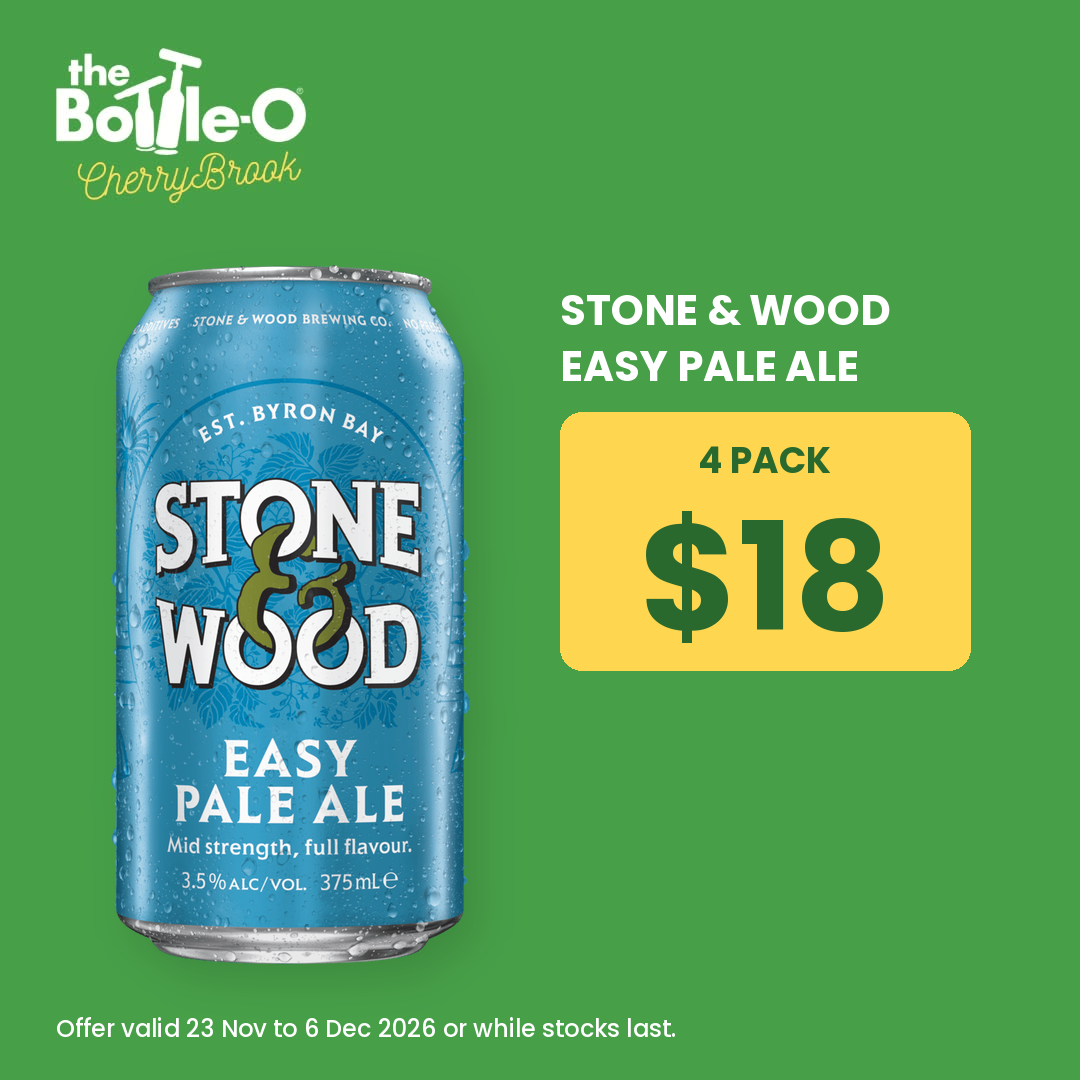 the
Bottle-O
CherryBrook
STONE & WOOD
EASY PALE ALE
4 PACK
$18
ADDITIVES STONE & WOOD BREWING CO. NO
EST. BYRON BAY
STONE
&
WOOD
EASY
PALE ALE
Mid strength, full flavour.
3.5% ALC/VOL. 375mL℮
Offer valid 23 Nov to 6 Dec 2026 or while stocks last.